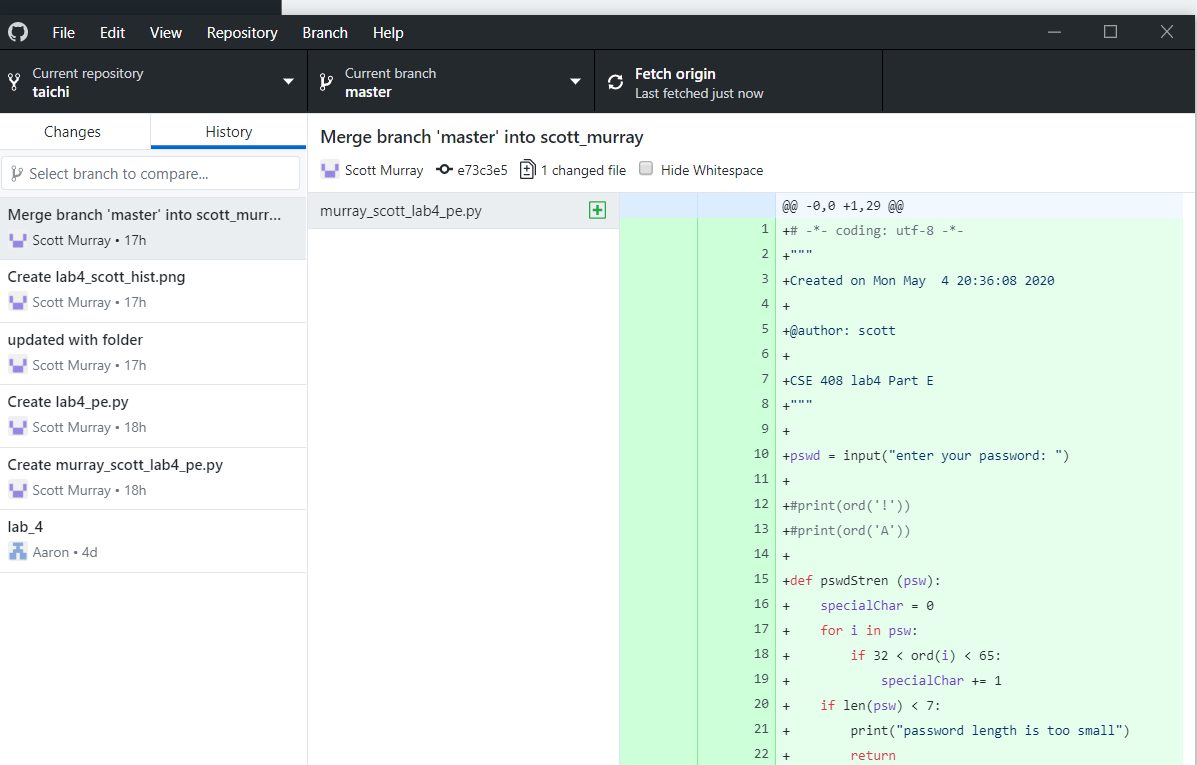 File Edit View Repository Branch Help
Current repository
taichi
Current branch
master
Fetch origin
Last fetched just now
Changes
History
Select branch to compare...
Merge branch 'master' into scott_murr...
Scott Murray • 17h
Create lab4_scott_hist.png
Scott Murray • 17h
updated with folder
Scott Murray • 17h
Create lab4_pe.py
Scott Murray • 18h
Create murray_scott_lab4_pe.py
Scott Murray • 18h
lab_4
Aaron • 4d
Merge branch 'master' into scott_murray
Scott Murray e73c3e5 1 changed file Hide Whitespace
murray_scott_lab4_pe.py
@@ -0,0 +1,29 @@
1 +# -*- coding: utf-8 -*-
2 +"""
3 +Created on Mon May  4 20:36:08 2020
4 +
5 +@author: scott
6 +
7 +CSE 408 lab4 Part E
8 +"""
9 +
10 +pswd = input("enter your password: ")
11 +
12 +#print(ord('!'))
13 +#print(ord('A'))
14 +
15 +def pswdStren (psw):
16 +    specialChar = 0
17 +    for i in psw:
18 +        if 32 < ord(i) < 65:
19 +            specialChar += 1
20 +    if len(psw) < 7:
21 +        print("password length is too small")
22 +        return